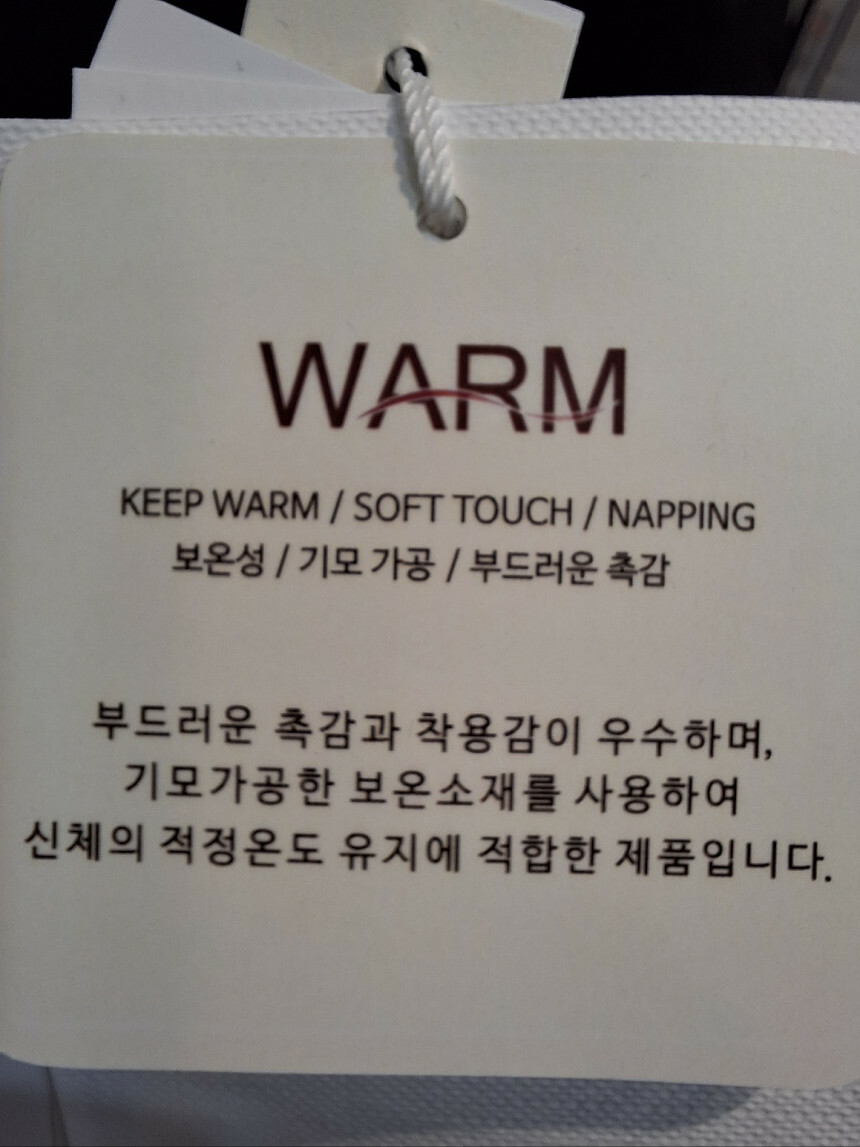 WARM
KEEP WARM / SOFT TOUCH / NAPPING
보온성 / 기모 가공 / 부드러운 촉감
부드러운 촉감과 착용감이 우수하며,
기모가공한 보온소재를 사용하여
신체의 적정온도 유지에 적합한 제품입니다.